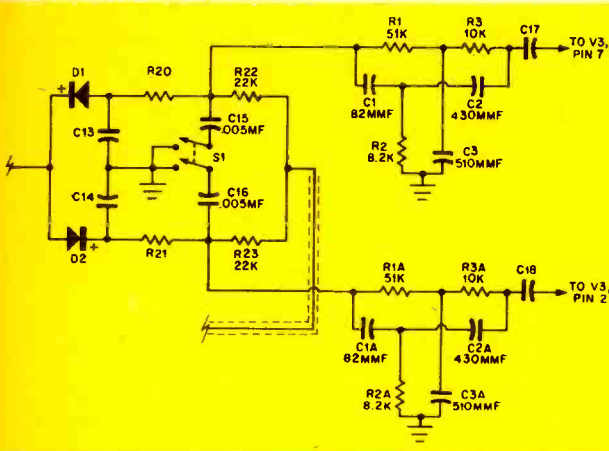 R1
51K
R3
10K
C17
TO V3,
PIN 7
D1
+
R20
R22
22K
C1
82MMF
C2
430MMF
C13
C15
.005MF
R2
8.2K
C3
510MMF
S1
C14
C16
.005MF
+
D2
R21
R23
22K
R1A
51K
R3A
10K
C18
TO V3,
PIN 2
C1A
82MMF
C2A
430MMF
R2A
8.2K
C3A
510MMF